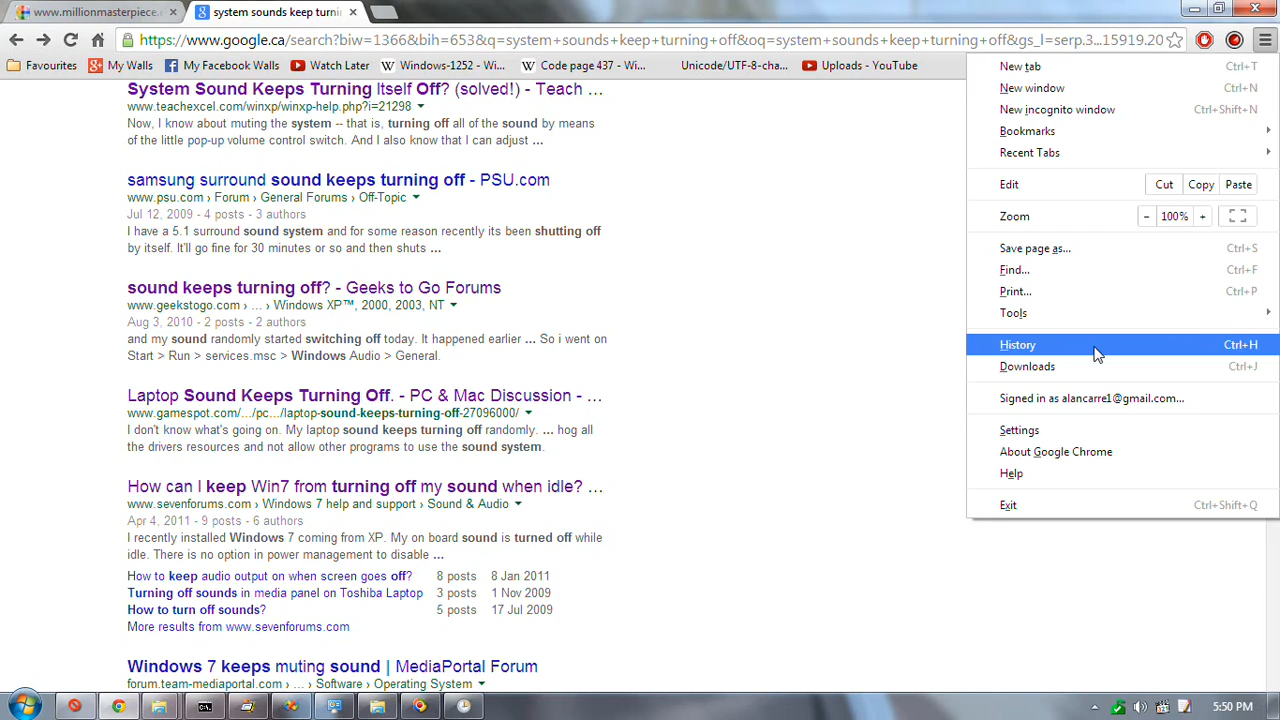 www.millionmasterpiece.c
system sounds keep turnin
https://www.google.ca/search?biw=1366&bih=653&q=system+sounds+keep+turning+off&oq=system+sounds+keep+turning+off&gs_l=serp.3...15919.20
Favourites
My Walls
My Facebook Walls
Watch Later
Windows-1252 - Wi...
Code page 437 - Wi...
Unicode/UTF-8-cha...
Uploads - YouTube
System Sound Keeps Turning Itself Off? (solved!) - Teach ...
www.teachexcel.com/winxp/winxp-help.php?i=21298
Now, I know about muting the system -- that is, turning off all of the sound by means
of the little pop-up volume control switch. And I also know that I can adjust ...
samsung surround sound keeps turning off - PSU.com
www.psu.com › Forum › General Forums › Off-Topic
Jul 12, 2009 - 4 posts - 3 authors
I have a 5.1 surround sound system and for some reason recently its been shutting off
by itself. It'll go fine for 30 minutes or so and then shuts ...
sound keeps turning off? - Geeks to Go Forums
www.geekstogo.com › ... › Windows XP™, 2000, 2003, NT
Aug 3, 2010 - 2 posts - 2 authors
and my sound randomly started switching off today. It happened earlier ... So i went on
Start > Run > services.msc > Windows Audio > General.
Laptop Sound Keeps Turning Off. - PC & Mac Discussion - ...
www.gamespot.com/.../pc.../laptop-sound-keeps-turning-off-27096000/
I don't know what's going on. My laptop sound keeps turning off randomly. ... hog all
the drivers resources and not allow other programs to use the sound system.
How can I keep Win7 from turning off my sound when idle? ...
www.sevenforums.com › Windows 7 help and support › Sound & Audio
Apr 4, 2011 - 9 posts - 6 authors
I recently installed Windows 7 coming from XP. My on board sound is turned off while
idle. There is no option in power management to disable ...
How to keep audio output on when screen goes off? 8 posts 8 Jan 2011
Turning off sounds in media panel on Toshiba Laptop 3 posts 1 Nov 2009
How to turn off sounds? 5 posts 17 Jul 2009
More results from www.sevenforums.com
Windows 7 keeps muting sound | MediaPortal Forum
forum.team-mediaportal.com › ... › Software › Operating System
New tab Ctrl+T
New window Ctrl+N
New incognito window Ctrl+Shift+N
Bookmarks
Recent Tabs
Edit Cut Copy Paste
Zoom - 100% +
Save page as... Ctrl+S
Find... Ctrl+F
Print... Ctrl+P
Tools
History Ctrl+H
Downloads Ctrl+J
Signed in as alancarre1@gmail.com...
Settings
About Google Chrome
Help
Exit Ctrl+Shift+Q
5:50 PM